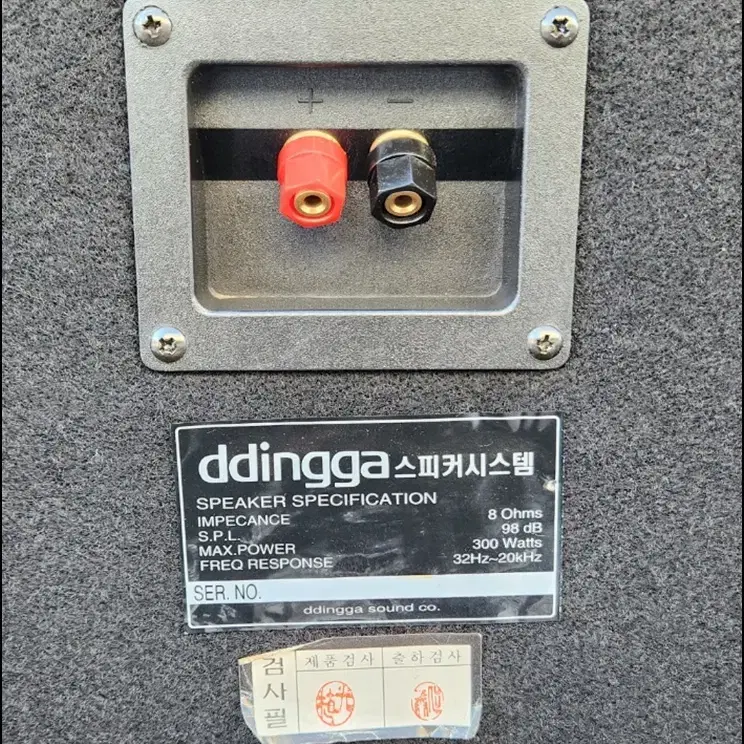 + −
ddingga스피커시스템
SPEAKER SPECIFICATION
IMPECANCE 8 Ohms
S.P.L. 98 dB
MAX.POWER 300 Watts
FREQ RESPONSE 32Hz~20kHz
SER. NO.
ddingga sound co.
검사필
제품검사 출하검사